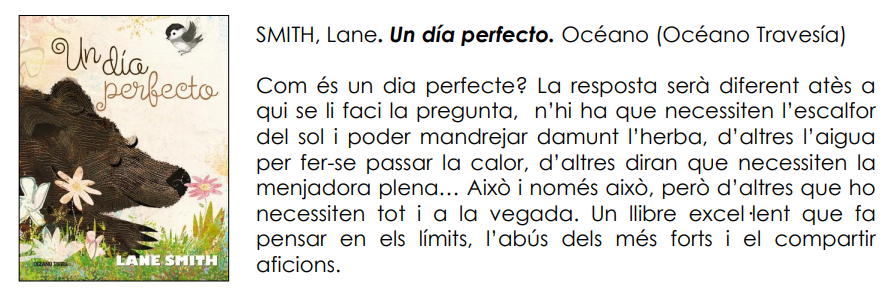 Un día
perfecto
OCÉANO Travesía
LANE SMITH
SMITH, Lane. Un día perfecto. Océano (Océano Travesía)
Com és un dia perfecte? La resposta serà diferent atès a
qui se li faci la pregunta, n’hi ha que necessiten l’escalfor
del sol i poder mandrejar damunt l’herba, d’altres l’aigua
per fer-se passar la calor, d’altres diran que necessiten la
menjadora plena… Això i només això, però d’altres que ho
necessiten tot i a la vegada. Un llibre excel·lent que fa
pensar en els límits, l’abús dels més forts i el compartir
aficions.